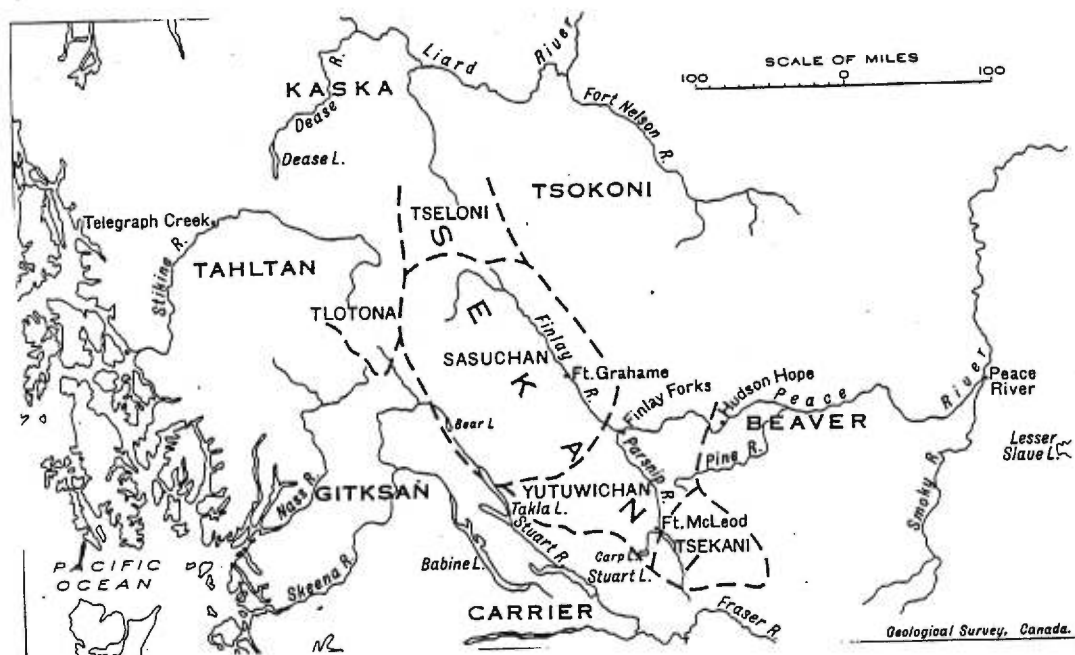 SCALE OF MILES
100 0 100
Liard River
KASKA
Dease R.
Fort Nelson R.
Dease L.
TSELONI
TSOKONI
Telegraph Creek
Stikine R.
TAHLTAN
SEKANI
TLOTONA
Finlay R.
SASUCHAN
Ft. Grahame
Peace River
Hudson Hope
Finlay Forks
Peace River
BEAVER
Bear L
Parsnip R.
Pine R.
Lesser
Slave L.
Smoky R.
YUTUWICHAN
GITKSAN
Nass R.
Takla L.
Ft. McLeod
TSEKANI
Stuart R
Carp L.
PACIFIC
OCEAN
Skeena R.
Babine L.
Stuart L.
CARRIER
Fraser R.
Geological Survey, Canada.